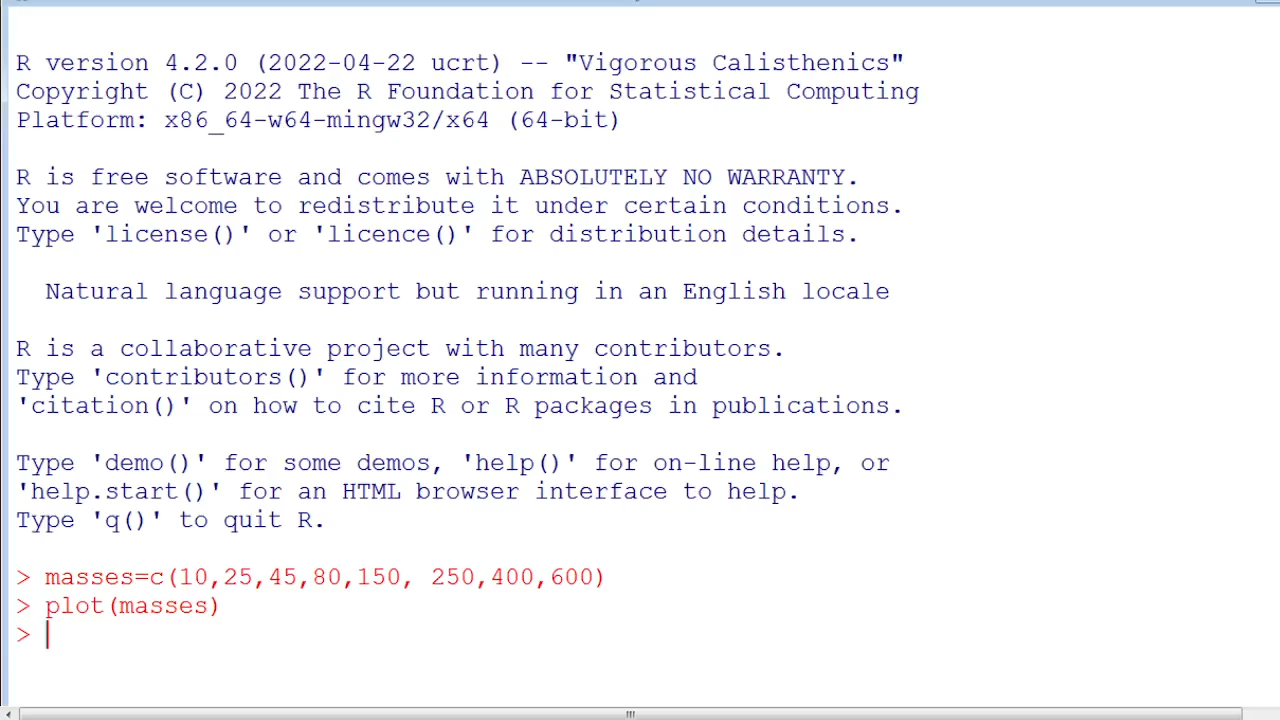 R version 4.2.0 (2022-04-22 ucrt) -- "Vigorous Calisthenics"
Copyright (C) 2022 The R Foundation for Statistical Computing
Platform: x86_64-w64-mingw32/x64 (64-bit)
R is free software and comes with ABSOLUTELY NO WARRANTY.
You are welcome to redistribute it under certain conditions.
Type 'license()' or 'licence()' for distribution details.
Natural language support but running in an English locale
R is a collaborative project with many contributors.
Type 'contributors()' for more information and
'citation()' on how to cite R or R packages in publications.
Type 'demo()' for some demos, 'help()' for on-line help, or
'help.start()' for an HTML browser interface to help.
Type 'q()' to quit R.
> masses=c(10,25,45,80,150, 250,400,600)
> plot(masses)
>